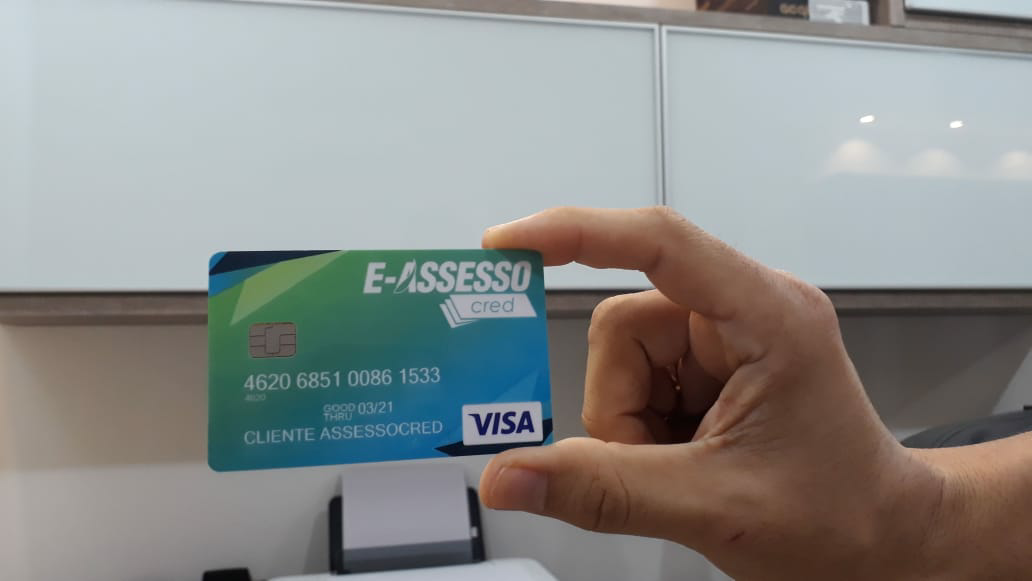 E-ASSESSO
cred
4620 6851 0086 1533
4620
GOOD THRU 03/21
CLIENTE ASSESSOCRED
VISA